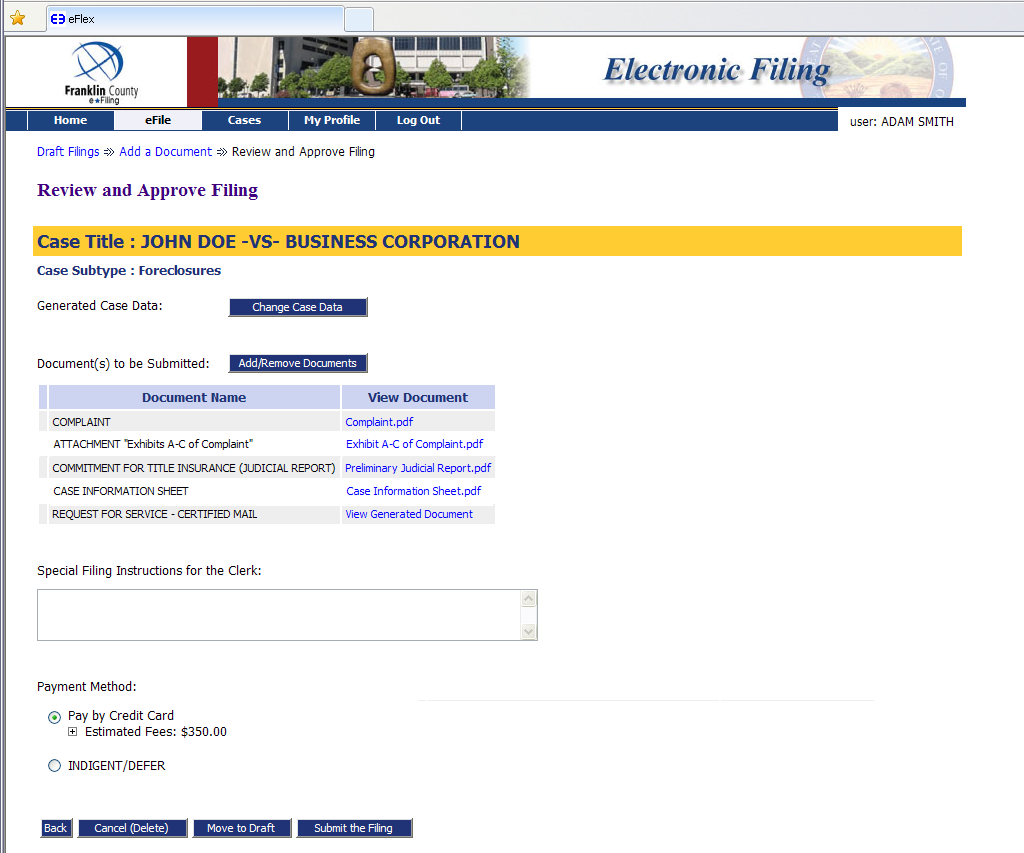 eFlex
Franklin County
e★Filing
Electronic Filing
Home eFile Cases My Profile Log Out
user: ADAM SMITH
Draft Filings ⇒ Add a Document ⇒ Review and Approve Filing
Review and Approve Filing
Case Title : JOHN DOE -VS- BUSINESS CORPORATION
Case Subtype : Foreclosures
Generated Case Data: Change Case Data
Document(s) to be Submitted: Add/Remove Documents
Document Name View Document
COMPLAINT Complaint.pdf
ATTACHMENT "Exhibits A-C of Complaint" Exhibit A-C of Complaint.pdf
COMMITMENT FOR TITLE INSURANCE (JUDICIAL REPORT) Preliminary Judicial Report.pdf
CASE INFORMATION SHEET Case Information Sheet.pdf
REQUEST FOR SERVICE - CERTIFIED MAIL View Generated Document
Special Filing Instructions for the Clerk:
Payment Method:
Pay by Credit Card
Estimated Fees: $350.00
INDIGENT/DEFER
Back Cancel (Delete) Move to Draft Submit the Filing